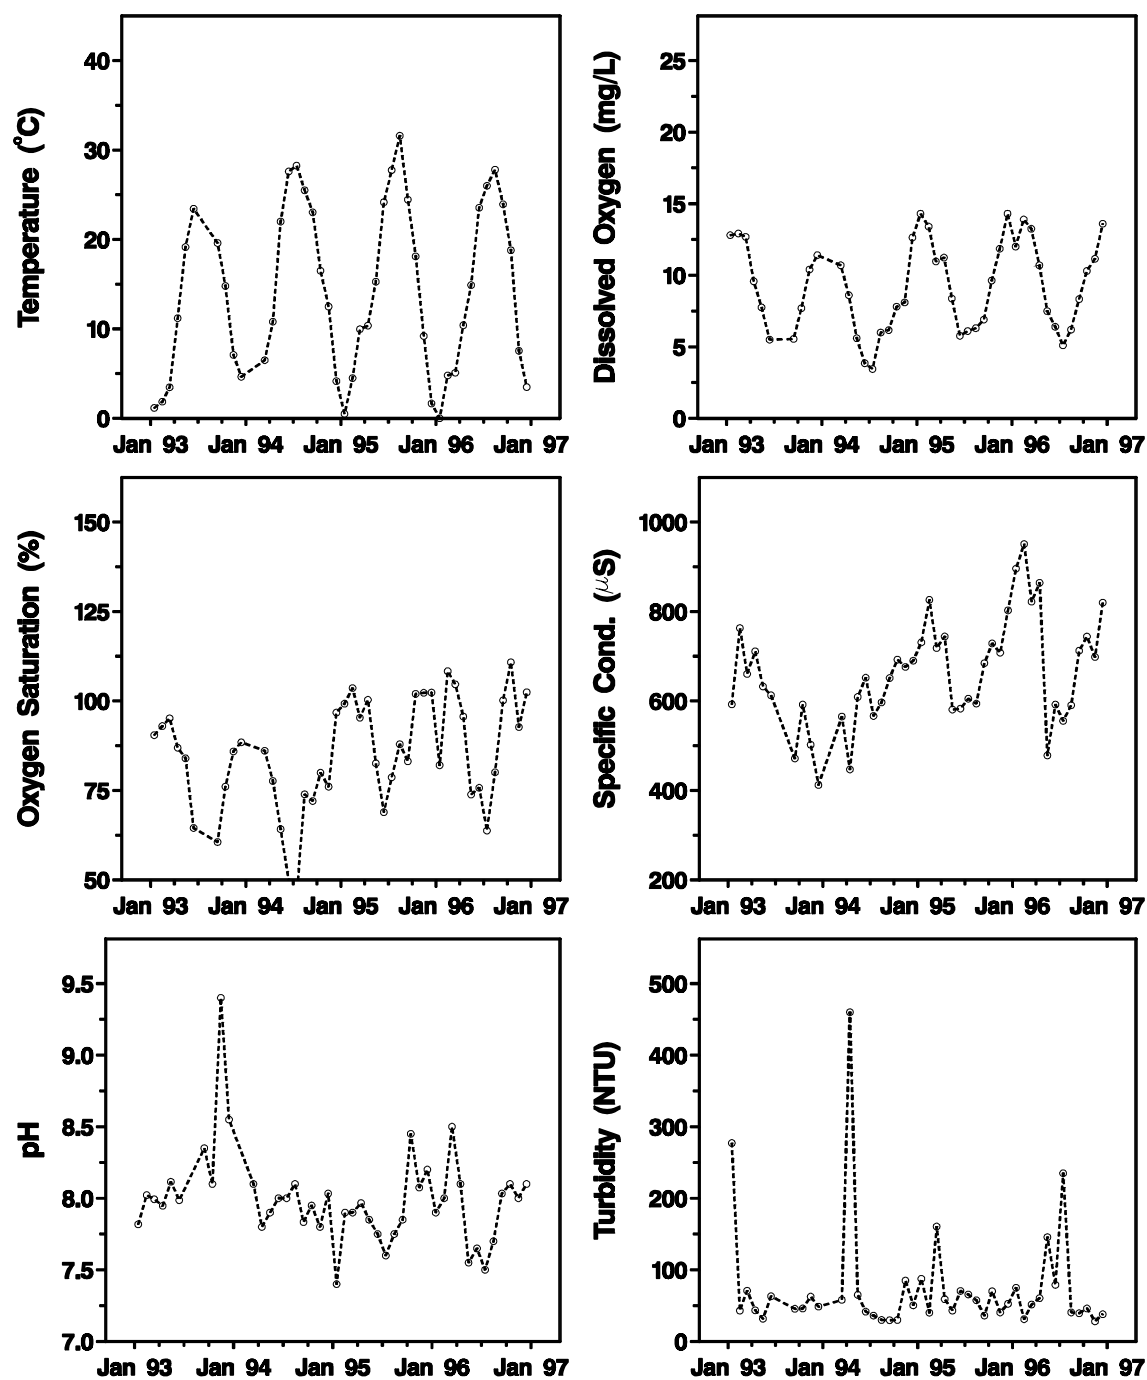 Temperature (°C)
40
30
20
10
0
Jan 93 Jan 94 Jan 95 Jan 96 Jan 97
Dissolved Oxygen (mg/L)
25
20
15
10
5
0
Jan 93 Jan 94 Jan 95 Jan 96 Jan 97
Oxygen Saturation (%)
150
125
100
75
50
Jan 93 Jan 94 Jan 95 Jan 96 Jan 97
Specific Cond. (μS)
1000
800
600
400
200
Jan 93 Jan 94 Jan 95 Jan 96 Jan 97
pH
9.5
9.0
8.5
8.0
7.5
7.0
Jan 93 Jan 94 Jan 95 Jan 96 Jan 97
Turbidity (NTU)
500
400
300
200
100
0
Jan 93 Jan 94 Jan 95 Jan 96 Jan 97